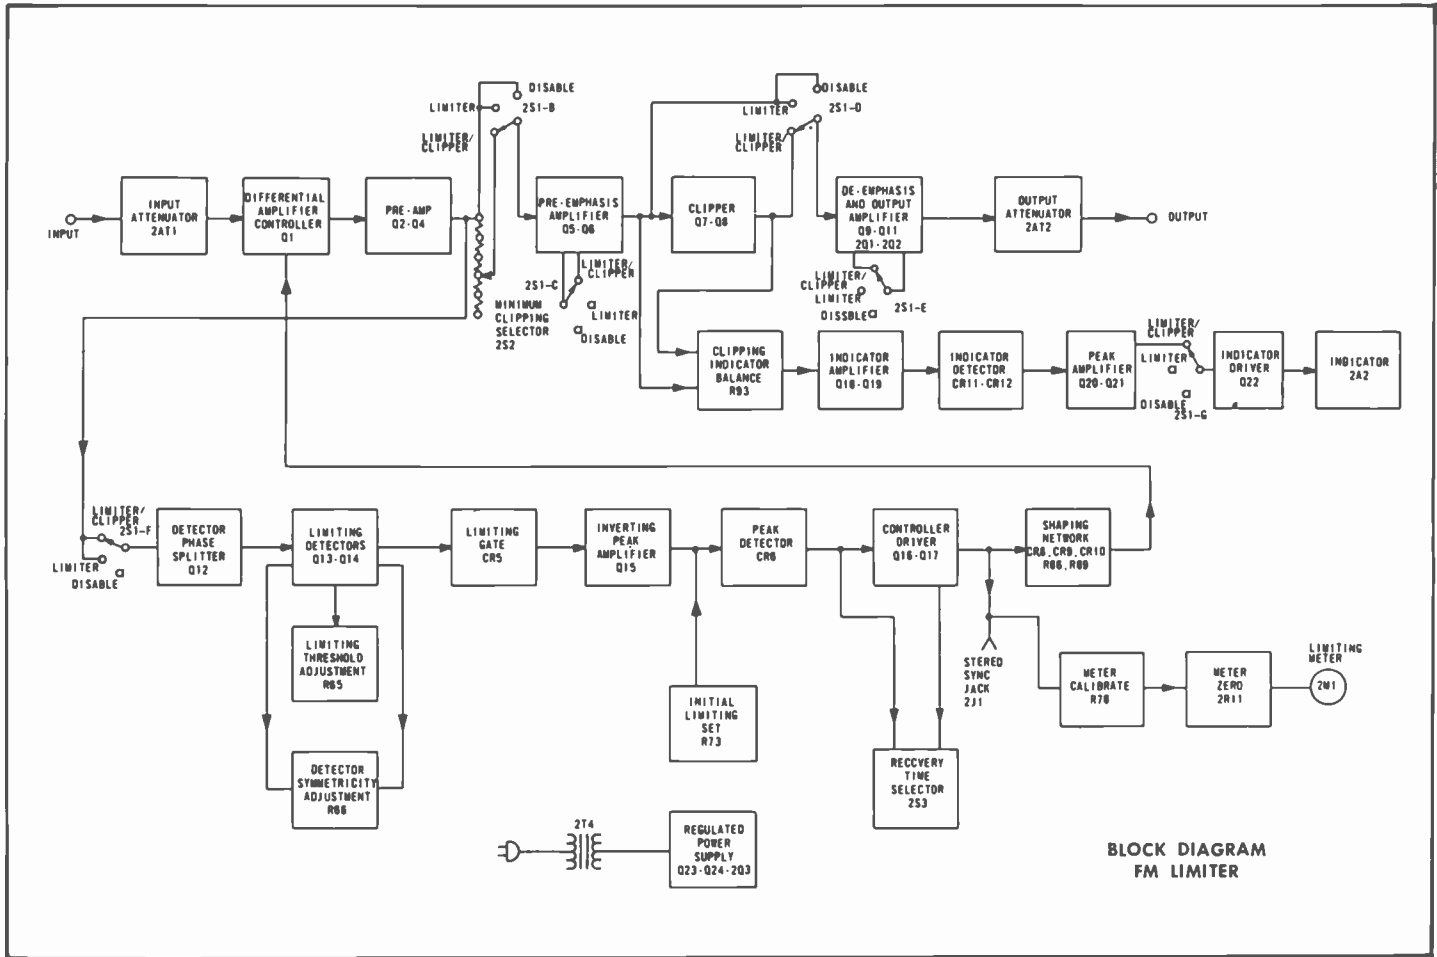 DISABLE
LIMITER
2S1-B
LIMITER/
CLIPPER
DISABLE
LIMITER
2S1-D
LIMITER/
CLIPPER
INPUT
INPUT
ATTENUATOR
2AT1
DIFFERENTIAL
AMPLIFIER
CONTROLLER
Q1
PRE-AMP
Q2-Q4
PRE-EMPHASIS
AMPLIFIER
Q5-Q6
CLIPPER
Q7-Q8
DE-EMPHASIS
AND OUTPUT
AMPLIFIER
Q9-Q11
2Q1-2Q2
OUTPUT
ATTENUATOR
2AT2
OUTPUT
LIMITER/
CLIPPER
2S1-C
LIMITER
DISABLE
MINIMUM
CLIPPING
SELECTOR
2S2
LIMITER/
CLIPPER
LIMITER
DISSBLE
2S1-E
CLIPPING
INDICATOR
BALANCE
R93
INDICATOR
AMPLIFIER
Q18-Q19
INDICATOR
DETECTOR
CR11-CR12
PEAK
AMPLIFIER
Q20-Q21
LIMITER/
CLIPPER
LIMITER
DISABLE
2S1-G
INDICATOR
DRIVER
Q22
INDICATOR
2A2
LIMITER/
CLIPPER
2S1-F
LIMITER
DISABLE
DETECTOR
PHASE
SPLITTER
Q12
LIMITING
DETECTORS
Q13-Q14
LIMITING
GATE
CR5
INVERTING
PEAK
AMPLIFIER
Q15
PEAK
DETECTOR
CR6
CONTROLLER
DRIVER
Q16-Q17
SHAPING
NETWORK
CR8, CR9, CR10
R86, R89
LIMITING
THRESHOLD
ADJUSTMENT
R65
DETECTOR
SYMMETRICITY
ADJUSTMENT
R66
INITIAL
LIMITING
SET
R73
STEREO
SYNC
JACK
2J1
METER
CALIBRATE
R78
METER
ZERO
2R11
LIMITING
METER
2M1
RECOVERY
TIME
SELECTOR
2S3
2T4
REGULATED
POWER
SUPPLY
Q23-Q24-2Q3
BLOCK DIAGRAM
FM LIMITER